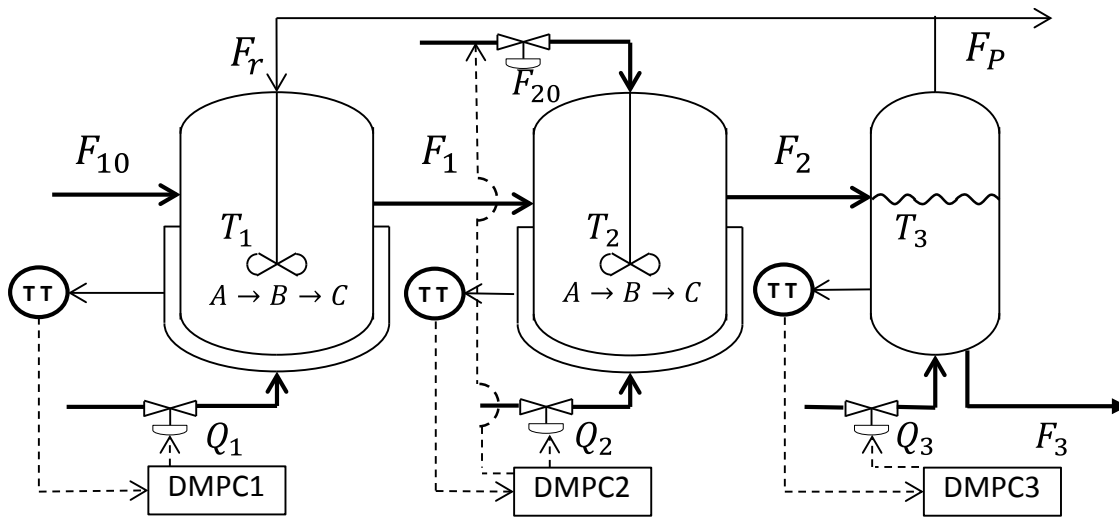 F_r
F_P
F_20
F_10
F_1
F_2
T_1
T_2
T_3
A → B → C
A → B → C
TT
TT
TT
Q_1
Q_2
Q_3
F_3
DMPC1
DMPC2
DMPC3